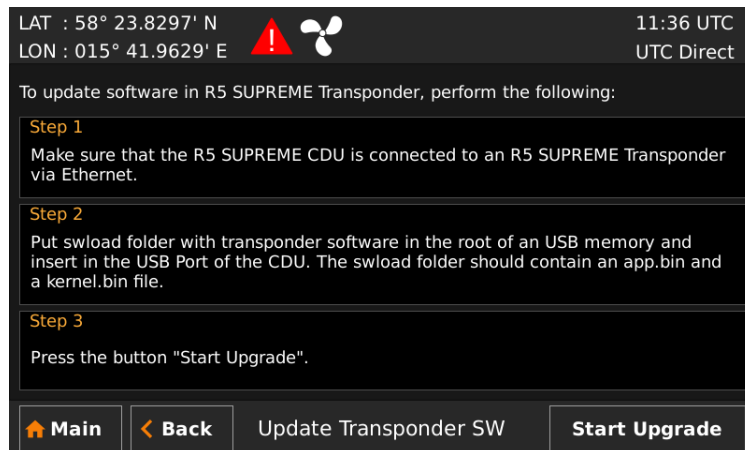 LAT : 58° 23.8297' N
LON : 015° 41.9629' E
11:36 UTC
UTC Direct
To update software in R5 SUPREME Transponder, perform the following:
Step 1
Make sure that the R5 SUPREME CDU is connected to an R5 SUPREME Transponder
via Ethernet.
Step 2
Put swload folder with transponder software in the root of an USB memory and
insert in the USB Port of the CDU. The swload folder should contain an app.bin and
a kernel.bin file.
Step 3
Press the button "Start Upgrade".
Main
Back
Update Transponder SW
Start Upgrade